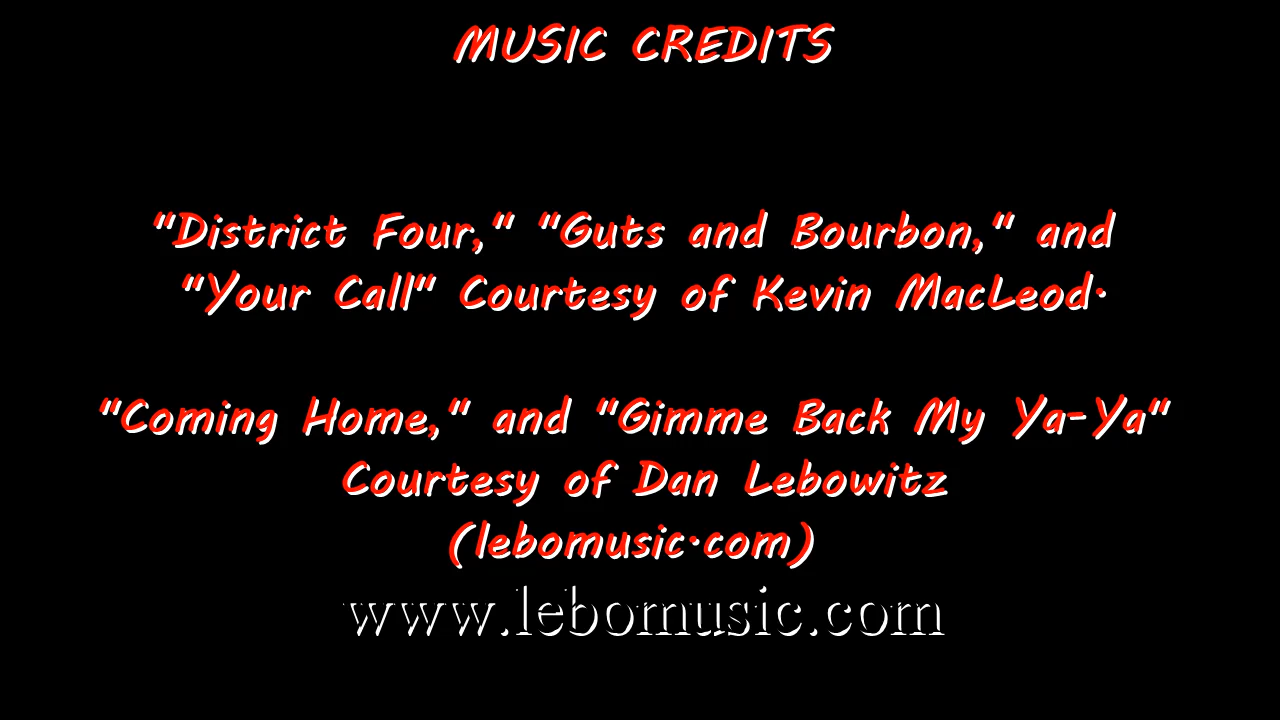 MUSIC CREDITS
"District Four," "Guts and Bourbon," and
"Your Call" Courtesy of Kevin MacLeod.
"Coming Home," and "Gimme Back My Ya-Ya"
Courtesy of Dan Lebowitz
(lebomusic.com)
www.lebomusic.com